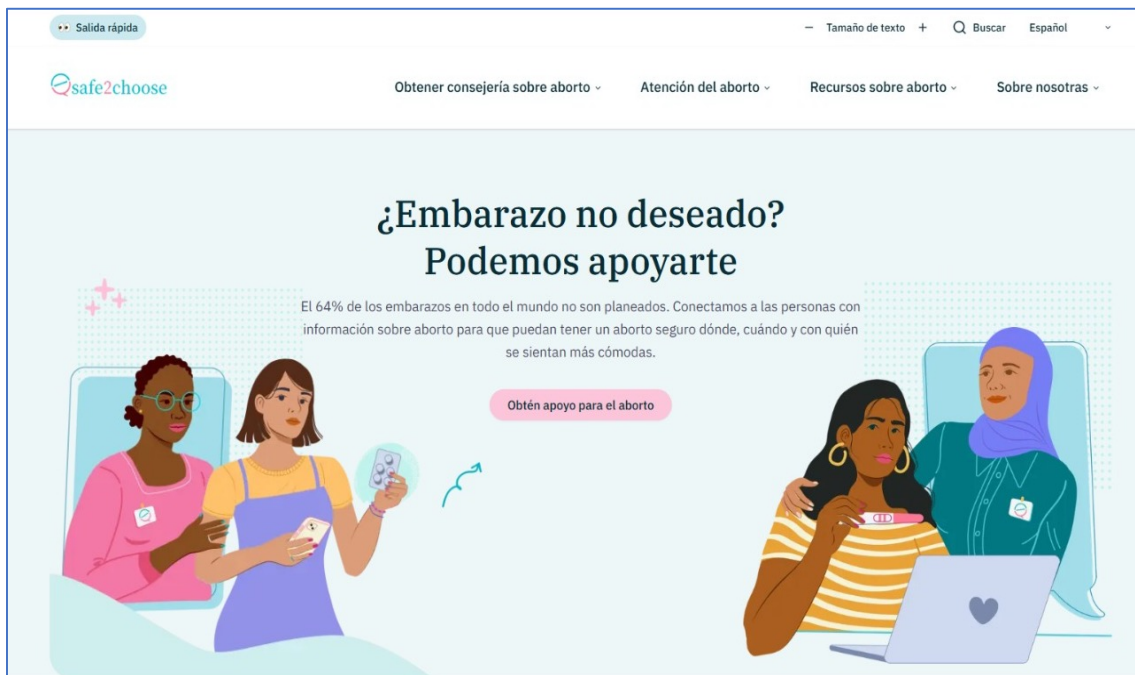 Salida rápida
− Tamaño de texto +
Buscar
Español
safe2choose
Obtener consejería sobre aborto
Atención del aborto
Recursos sobre aborto
Sobre nosotras
¿Embarazo no deseado?
Podemos apoyarte
El 64% de los embarazos en todo el mundo no son planeados. Conectamos a las personas con
información sobre aborto para que puedan tener un aborto seguro dónde, cuándo y con quién
se sientan más cómodas.
Obtén apoyo para el aborto